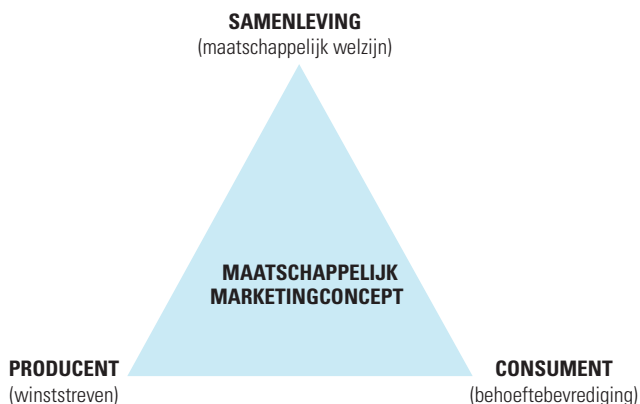 SAMENLEVING
(maatschappelijk welzijn)
MAATSCHAPPELIJK
MARKETINGCONCEPT
PRODUCENT
(winststreven)
CONSUMENT
(behoeftebevrediging)